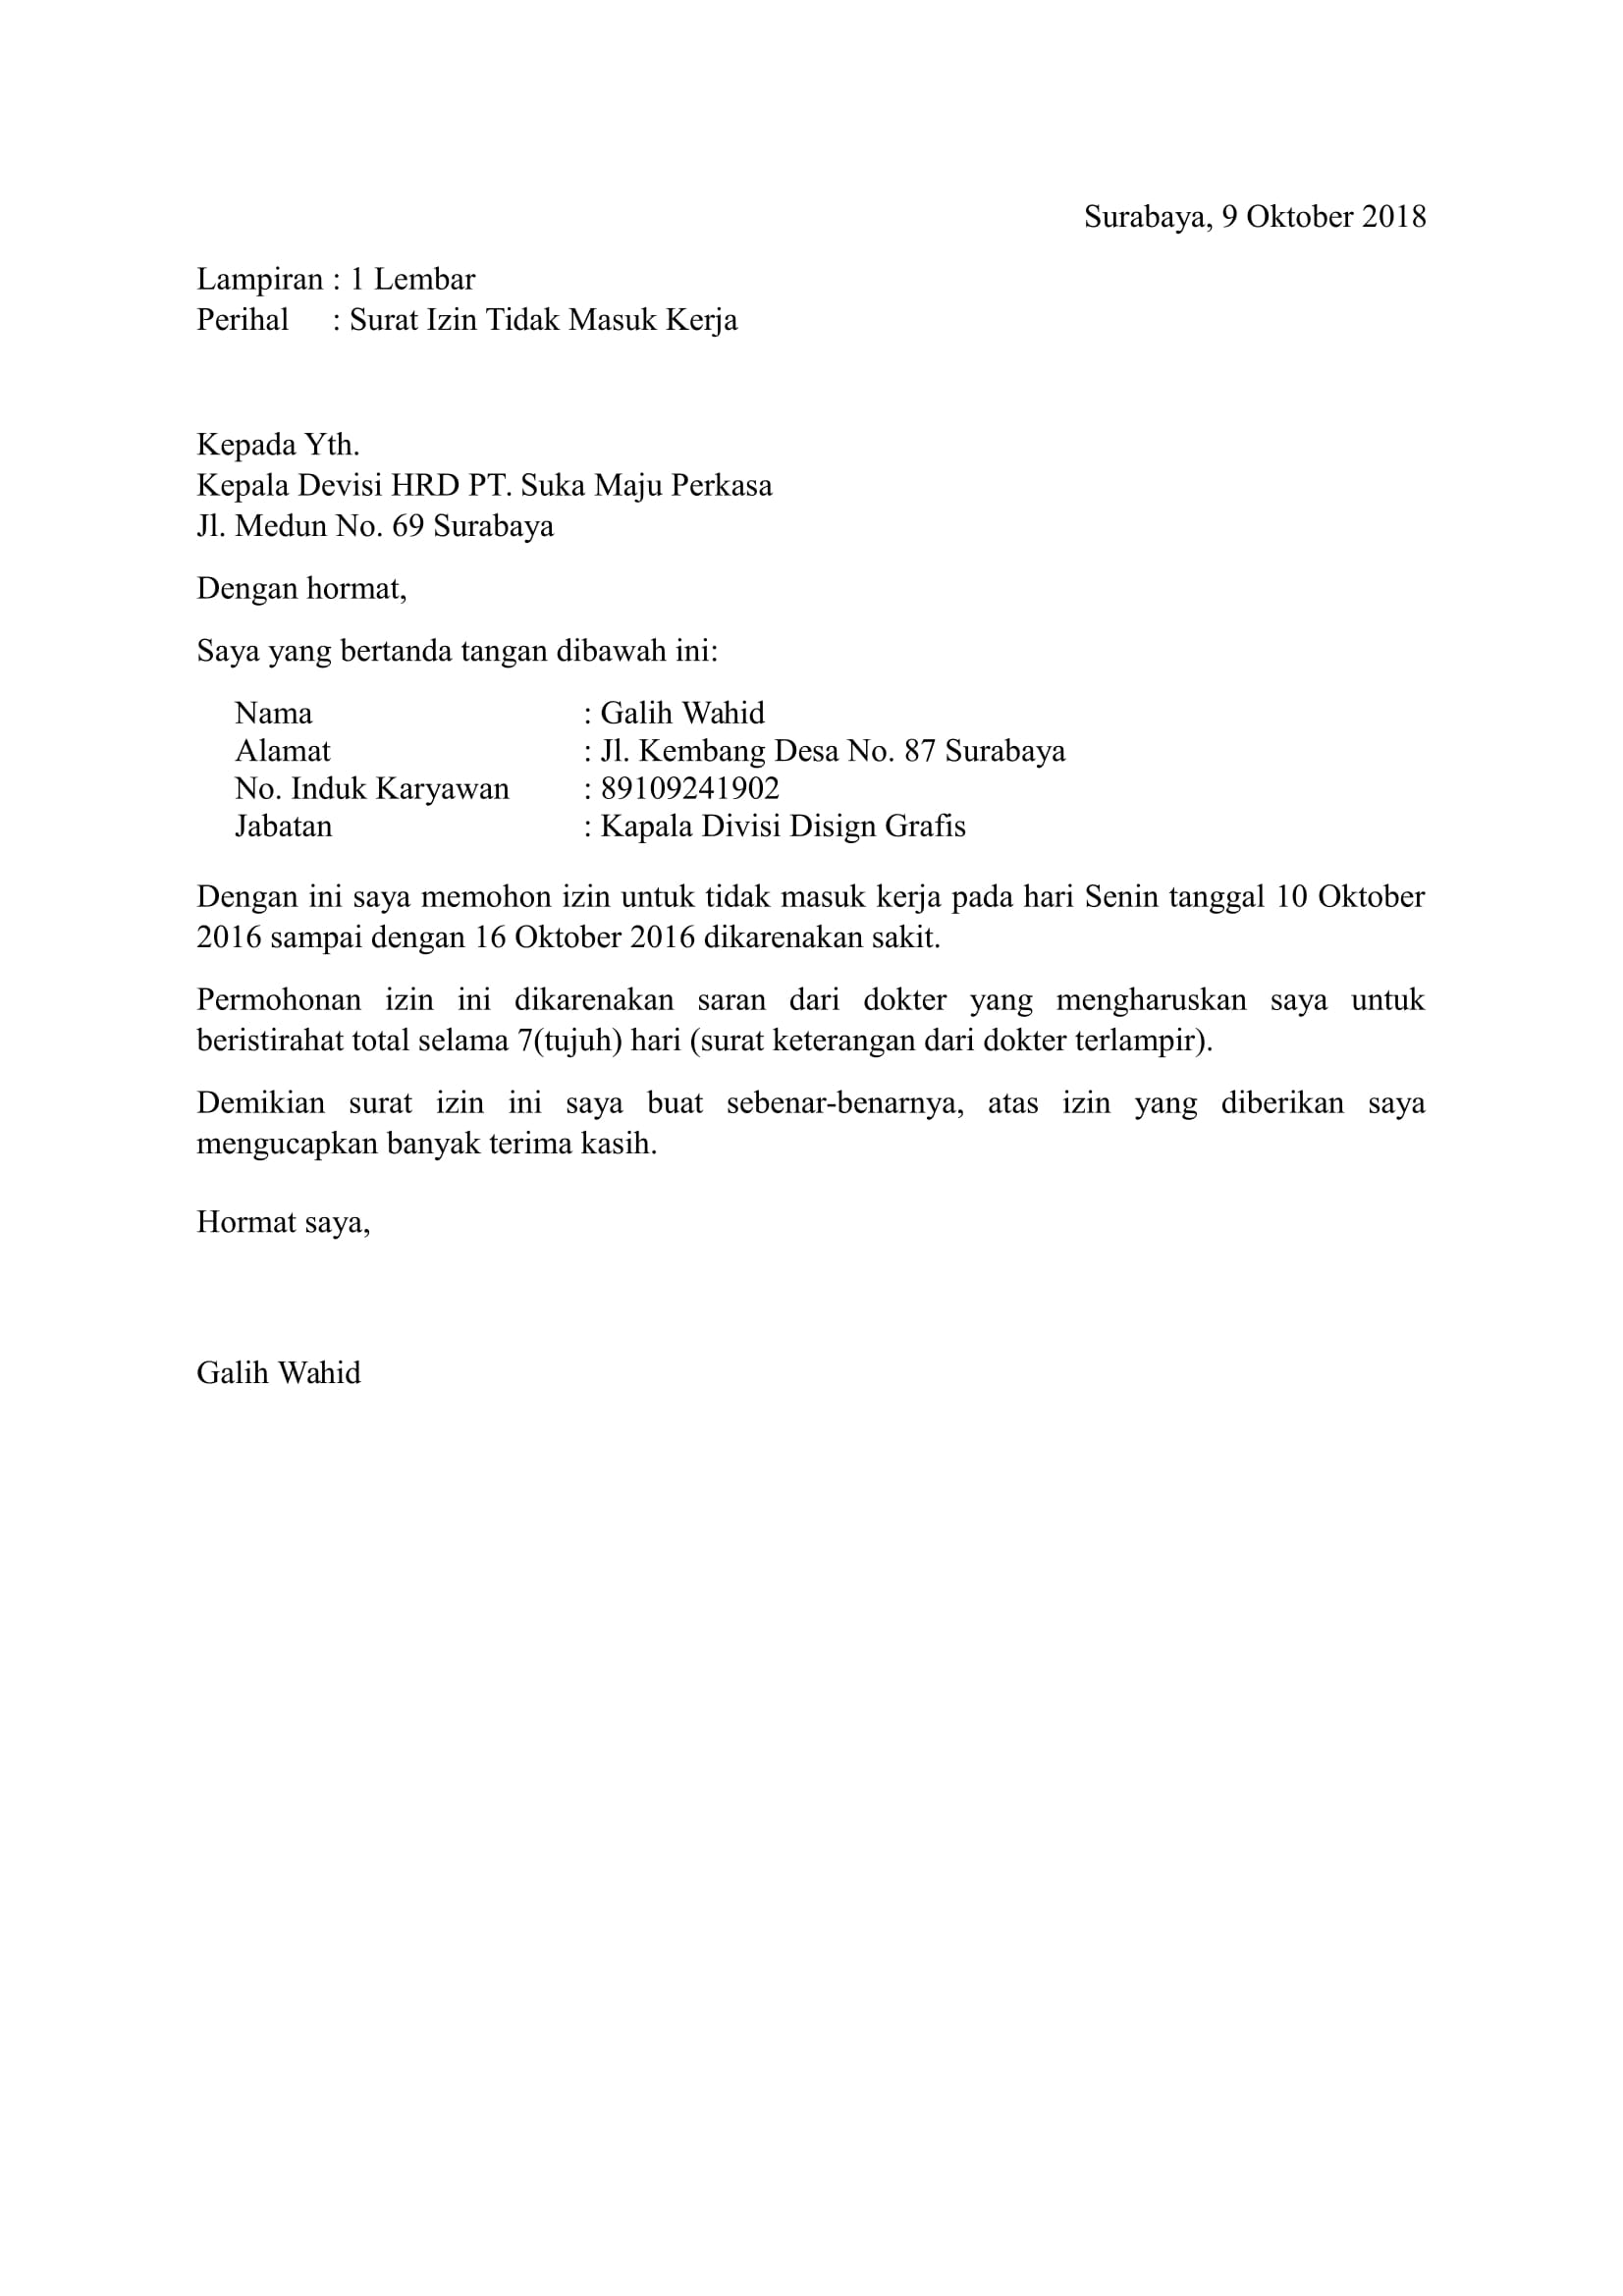 Surabaya, 9 Oktober 2018
Lampiran : 1 Lembar
Perihal : Surat Izin Tidak Masuk Kerja
Kepada Yth.
Kepala Devisi HRD PT. Suka Maju Perkasa
Jl. Medun No. 69 Surabaya
Dengan hormat,
Saya yang bertanda tangan dibawah ini:
Nama : Galih Wahid
Alamat : Jl. Kembang Desa No. 87 Surabaya
No. Induk Karyawan : 89109241902
Jabatan : Kapala Divisi Disign Grafis
Dengan ini saya memohon izin untuk tidak masuk kerja pada hari Senin tanggal 10 Oktober
2016 sampai dengan 16 Oktober 2016 dikarenakan sakit.
Permohonan izin ini dikarenakan saran dari dokter yang mengharuskan saya untuk
beristirahat total selama 7(tujuh) hari (surat keterangan dari dokter terlampir).
Demikian surat izin ini saya buat sebenar-benarnya, atas izin yang diberikan saya
mengucapkan banyak terima kasih.
Hormat saya,
Galih Wahid